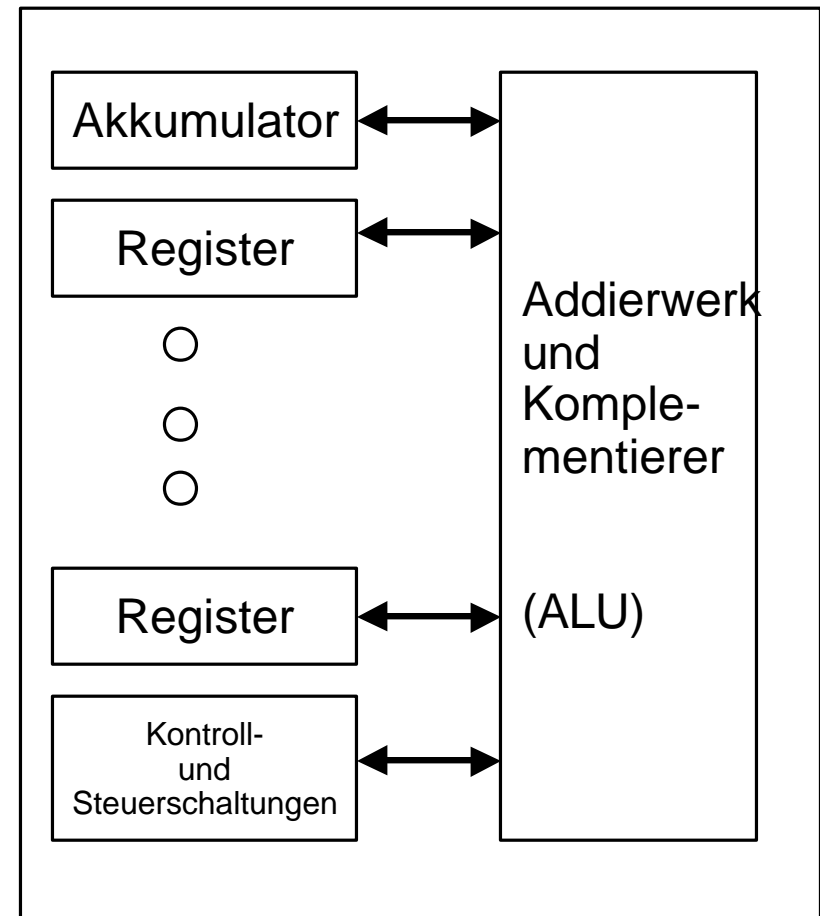 Akkumulator
Register
Addierwerk
und
Komple-
mentierer
Register
(ALU)
Kontroll-
und
Steuerschaltungen